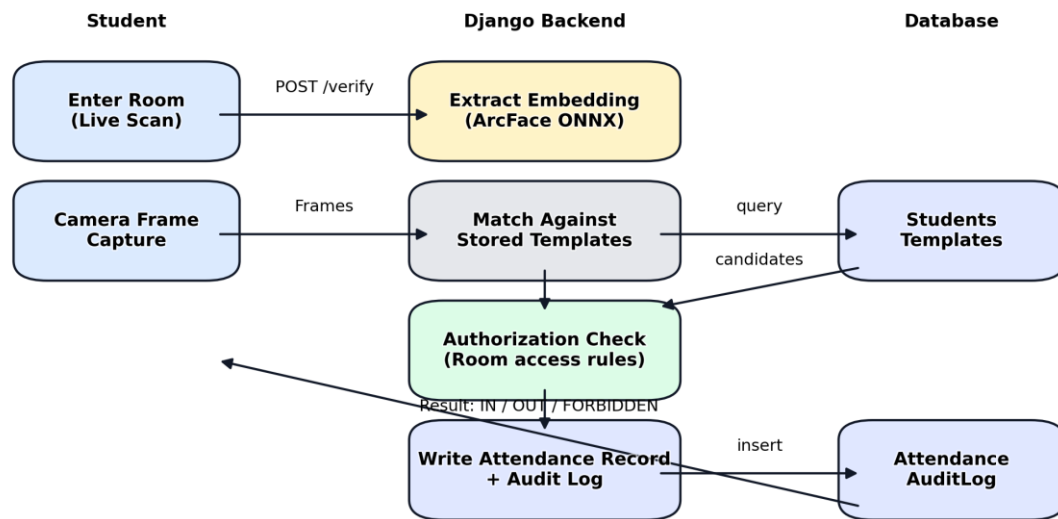 Student
Django Backend
Database
Enter Room
(Live Scan)
POST /verify
Extract Embedding
(ArcFace ONNX)
Camera Frame
Capture
Frames
Match Against
Stored Templates
query
candidates
Students
Templates
Authorization Check
(Room access rules)
Result: IN / OUT / FORBIDDEN
Write Attendance Record
+ Audit Log
insert
Attendance
AuditLog